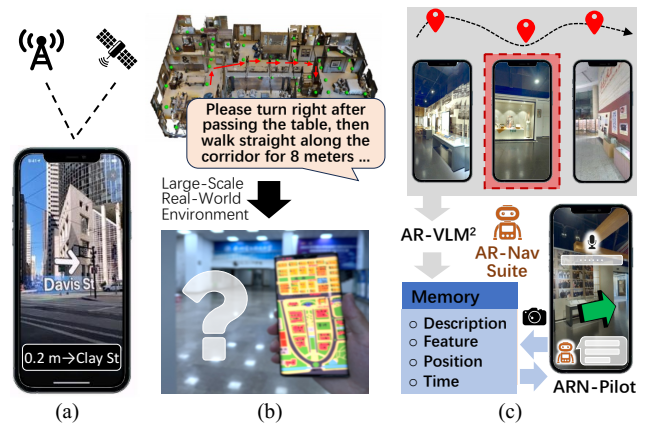 Davis St
0.2 m→Clay St
(a)
Please turn right after
passing the table, then
walk straight along the
corridor for 8 meters ...
Large-Scale
Real-World
Environment
?
(b)
AR-VLM²
AR-Nav
Suite
Memory
○ Description
○ Feature
○ Position
○ Time
ARN-Pilot
(c)